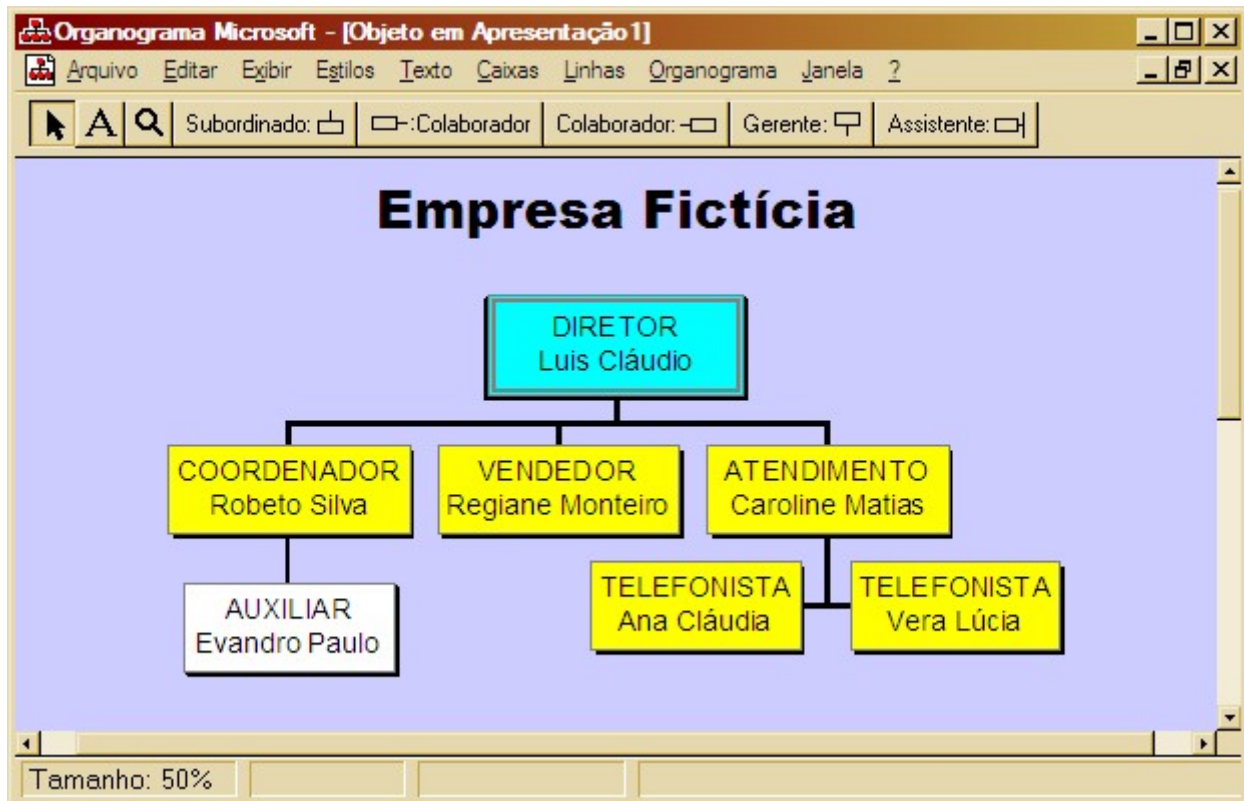 Organograma Microsoft - [Objeto em Apresentação1]
Arquivo Editar Exibir Estilos Texto Caixas Linhas Organograma Janela ?
A Subordinado: :Colaborador Colaborador: Gerente: Assistente:
Empresa Fictícia
DIRETOR
Luis Cláudio
COORDENADOR
Robeto Silva
VENDEDOR
Regiane Monteiro
ATENDIMENTO
Caroline Matias
AUXILIAR
Evandro Paulo
TELEFONISTA
Ana Cláudia
TELEFONISTA
Vera Lúcia
Tamanho: 50%